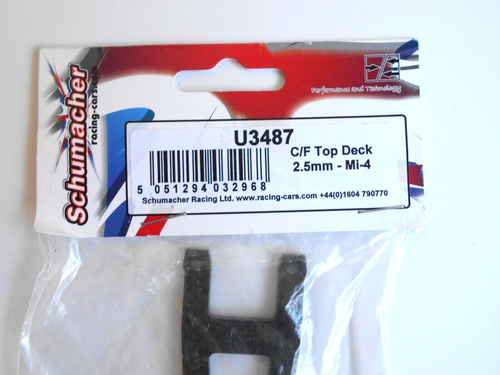 Schumacher
racing-cars.com
Performance and Technology
U3487
C/F Top Deck
2.5mm - Mi-4
5 051294 032968
Schumacher Racing Ltd. www.racing-cars.com +44(0)1604 790770